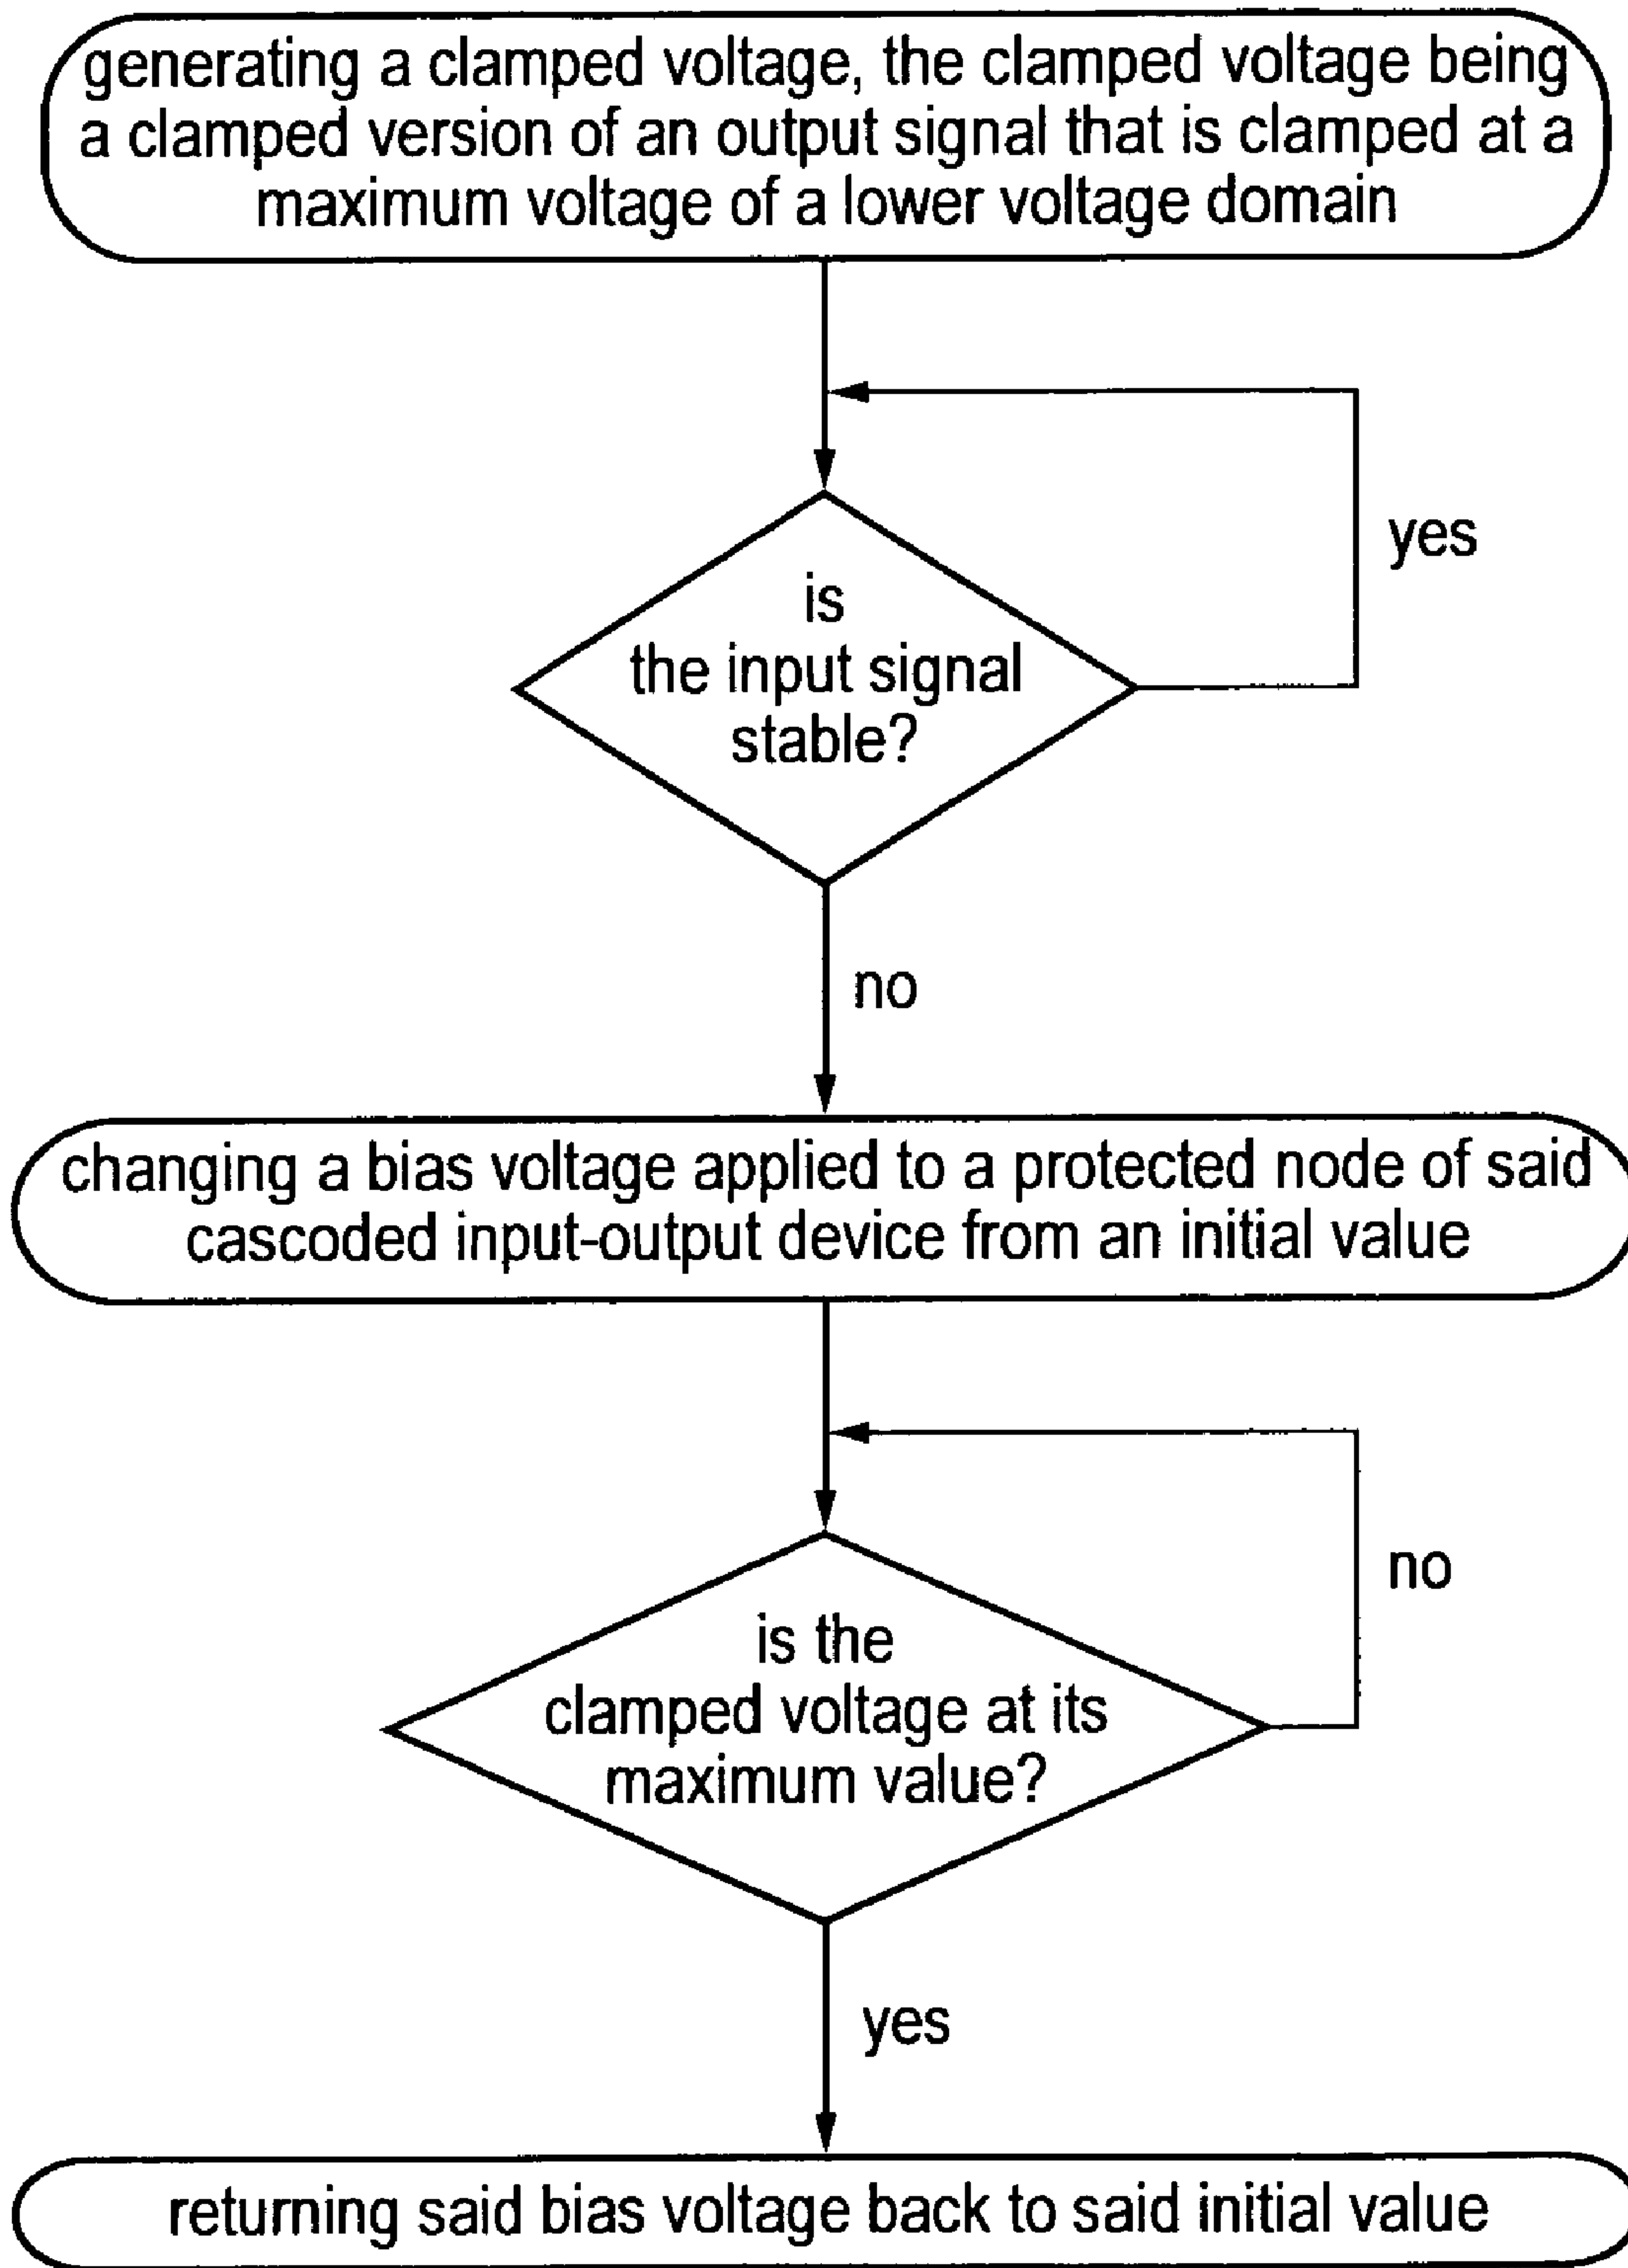 generating a clamped voltage, the clamped voltage being
a clamped version of an output signal that is clamped at a
maximum voltage of a lower voltage domain
yes
is
the input signal
stable?
no
changing a bias voltage applied to a protected node of said
cascoded input-output device from an initial value
no
is the
clamped voltage at its
maximum value?
yes
returning said bias voltage back to said initial value